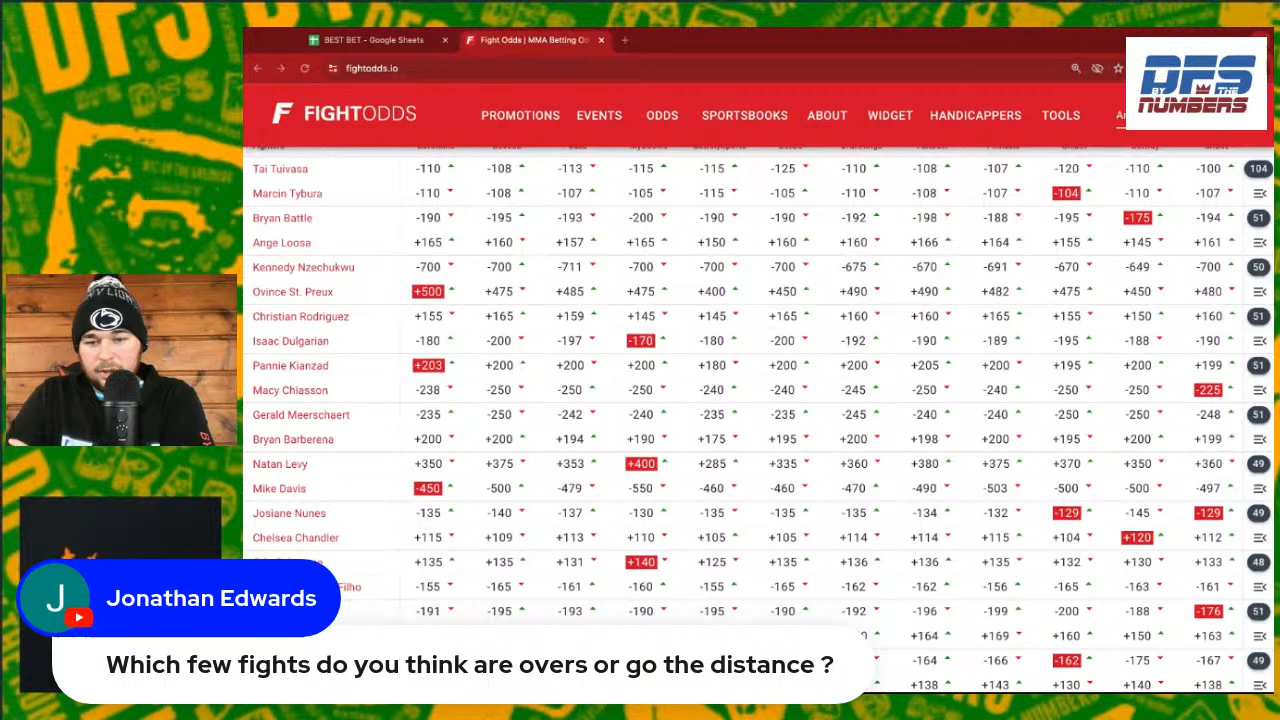 BEST BET - Google Sheets
Fight Odds | MMA Betting
fightodds.io
DFS
BY THE
NUMBERS
FIGHTODDS
PROMOTIONS EVENTS ODDS SPORTSBOOKS ABOUT WIDGET HANDICAPPERS TOOLS
Tai Tuivasa -110 -108 -113 -115 -115 -125 -110 -108 -107 -120 -110 -100 104
Marcin Tybura -110 -108 -107 -105 -115 -105 -110 -108 -107 -104 -110 -107
Bryan Battle -190 -195 -193 -200 -190 -190 -192 -198 -188 -195 -175 -194 51
Ange Loosa +165 +160 +157 +165 +150 +160 +160 +166 +164 +155 +145 +161
Kennedy Nzechukwu -700 -700 -711 -700 -700 -700 -675 -670 -691 -670 -649 -700 50
Ovince St. Preux +500 +475 +485 +475 +400 +450 +490 +490 +482 +475 +450 +480
Christian Rodriguez +155 +165 +159 +145 +145 +165 +160 +160 +165 +155 +150 +160 51
Isaac Dulgarian -180 -200 -197 -170 -180 -200 -192 -190 -189 -195 -188 -190
Pannie Kianzad +203 +200 +200 +200 +180 +200 +200 +205 +200 +195 +200 +199 51
Macy Chiasson -238 -250 -250 -250 -240 -240 -245 -250 -240 -250 -250 -225
Gerald Meerschaert -235 -250 -242 -240 -235 -235 -245 -240 -240 -250 -250 -248 51
Bryan Barberena +200 +200 +194 +190 +175 +195 +200 +198 +200 +195 +200 +199
Natan Levy +350 +375 +353 +400 +285 +335 +360 +380 +375 +370 +350 +360 49
Mike Davis -450 -500 -479 -550 -460 -460 -470 -490 -503 -500 -500 -497
Josiane Nunes -135 -140 -137 -130 -135 -135 -135 -134 -132 -129 -145 -129 49
Chelsea Chandler +115 +109 +113 +110 +105 +105 +114 +114 +115 +104 +120 +112
+135 +135 +131 +140 +125 +135 +136 +136 +135 +132 +130 +133 48
Filho -155 -165 -161 -160 -155 -165 -162 -162 -156 -165 -163 -161
-191 -195 -193 -190 -195 -190 -192 -196 -199 -200 -188 -176 51
+164 +169 +160 +150 +163
-164 -166 -162 -175 -167 49
+138 +143 +130 +140 +138
J
Jonathan Edwards
Which few fights do you think are overs or go the distance ?